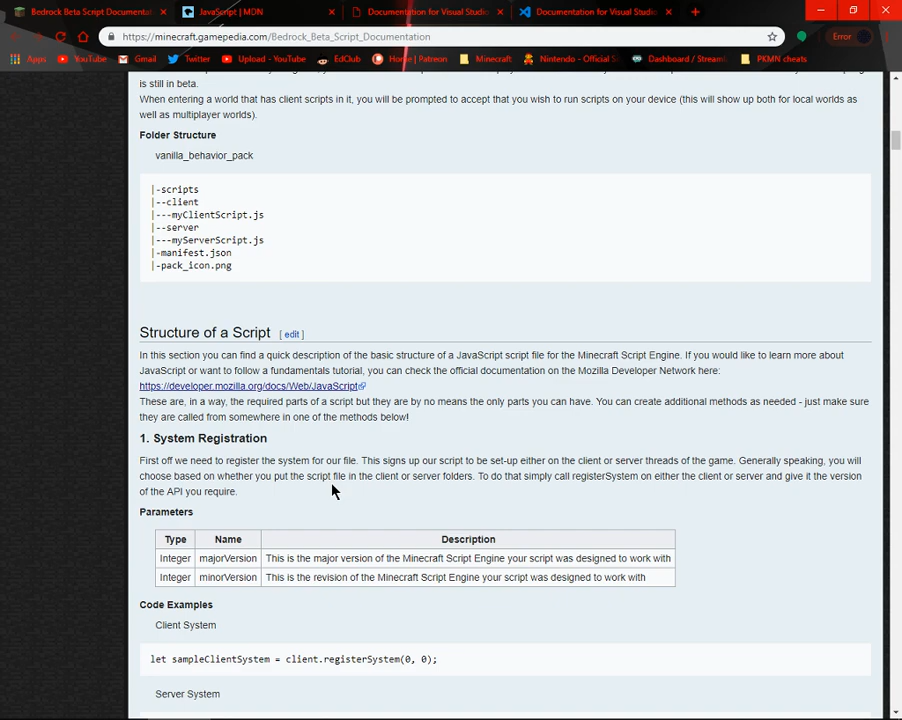 Bedrock Beta Script Documentat
JavaScript | MDN
Documentation for Visual Studio
Documentation for Visual Studio
https://minecraft.gamepedia.com/Bedrock_Beta_Script_Documentation
Error
Apps
YouTube
Gmail
Twitter
Upload - YouTube
EdClub
Home | Patreon
Minecraft
Nintendo - Official S
Dashboard / Stream
PKMN cheats
is still in beta.
When entering a world that has client scripts in it, you will be prompted to accept that you wish to run scripts on your device (this will show up both for local worlds as
well as multiplayer worlds).
Folder Structure
vanilla_behavior_pack
|-scripts
|--client
|---myClientScript.js
|--server
|---myServerScript.js
|-manifest.json
|-pack_icon.png
Structure of a Script [ edit ]
In this section you can find a quick description of the basic structure of a JavaScript script file for the Minecraft Script Engine. If you would like to learn more about
JavaScript or want to follow a fundamentals tutorial, you can check the official documentation on the Mozilla Developer Network here:
https://developer.mozilla.org/docs/Web/JavaScript
These are, in a way, the required parts of a script but they are by no means the only parts you can have. You can create additional methods as needed - just make sure
they are called from somewhere in one of the methods below!
1. System Registration
First off we need to register the system for our file. This signs up our script to be set-up either on the client or server threads of the game. Generally speaking, you will
choose based on whether you put the script file in the client or server folders. To do that simply call registerSystem on either the client or server and give it the version
of the API you require.
Parameters
Type Name Description
Integer majorVersion This is the major version of the Minecraft Script Engine your script was designed to work with
Integer minorVersion This is the revision of the Minecraft Script Engine your script was designed to work with
Code Examples
Client System
let sampleClientSystem = client.registerSystem(0, 0);
Server System